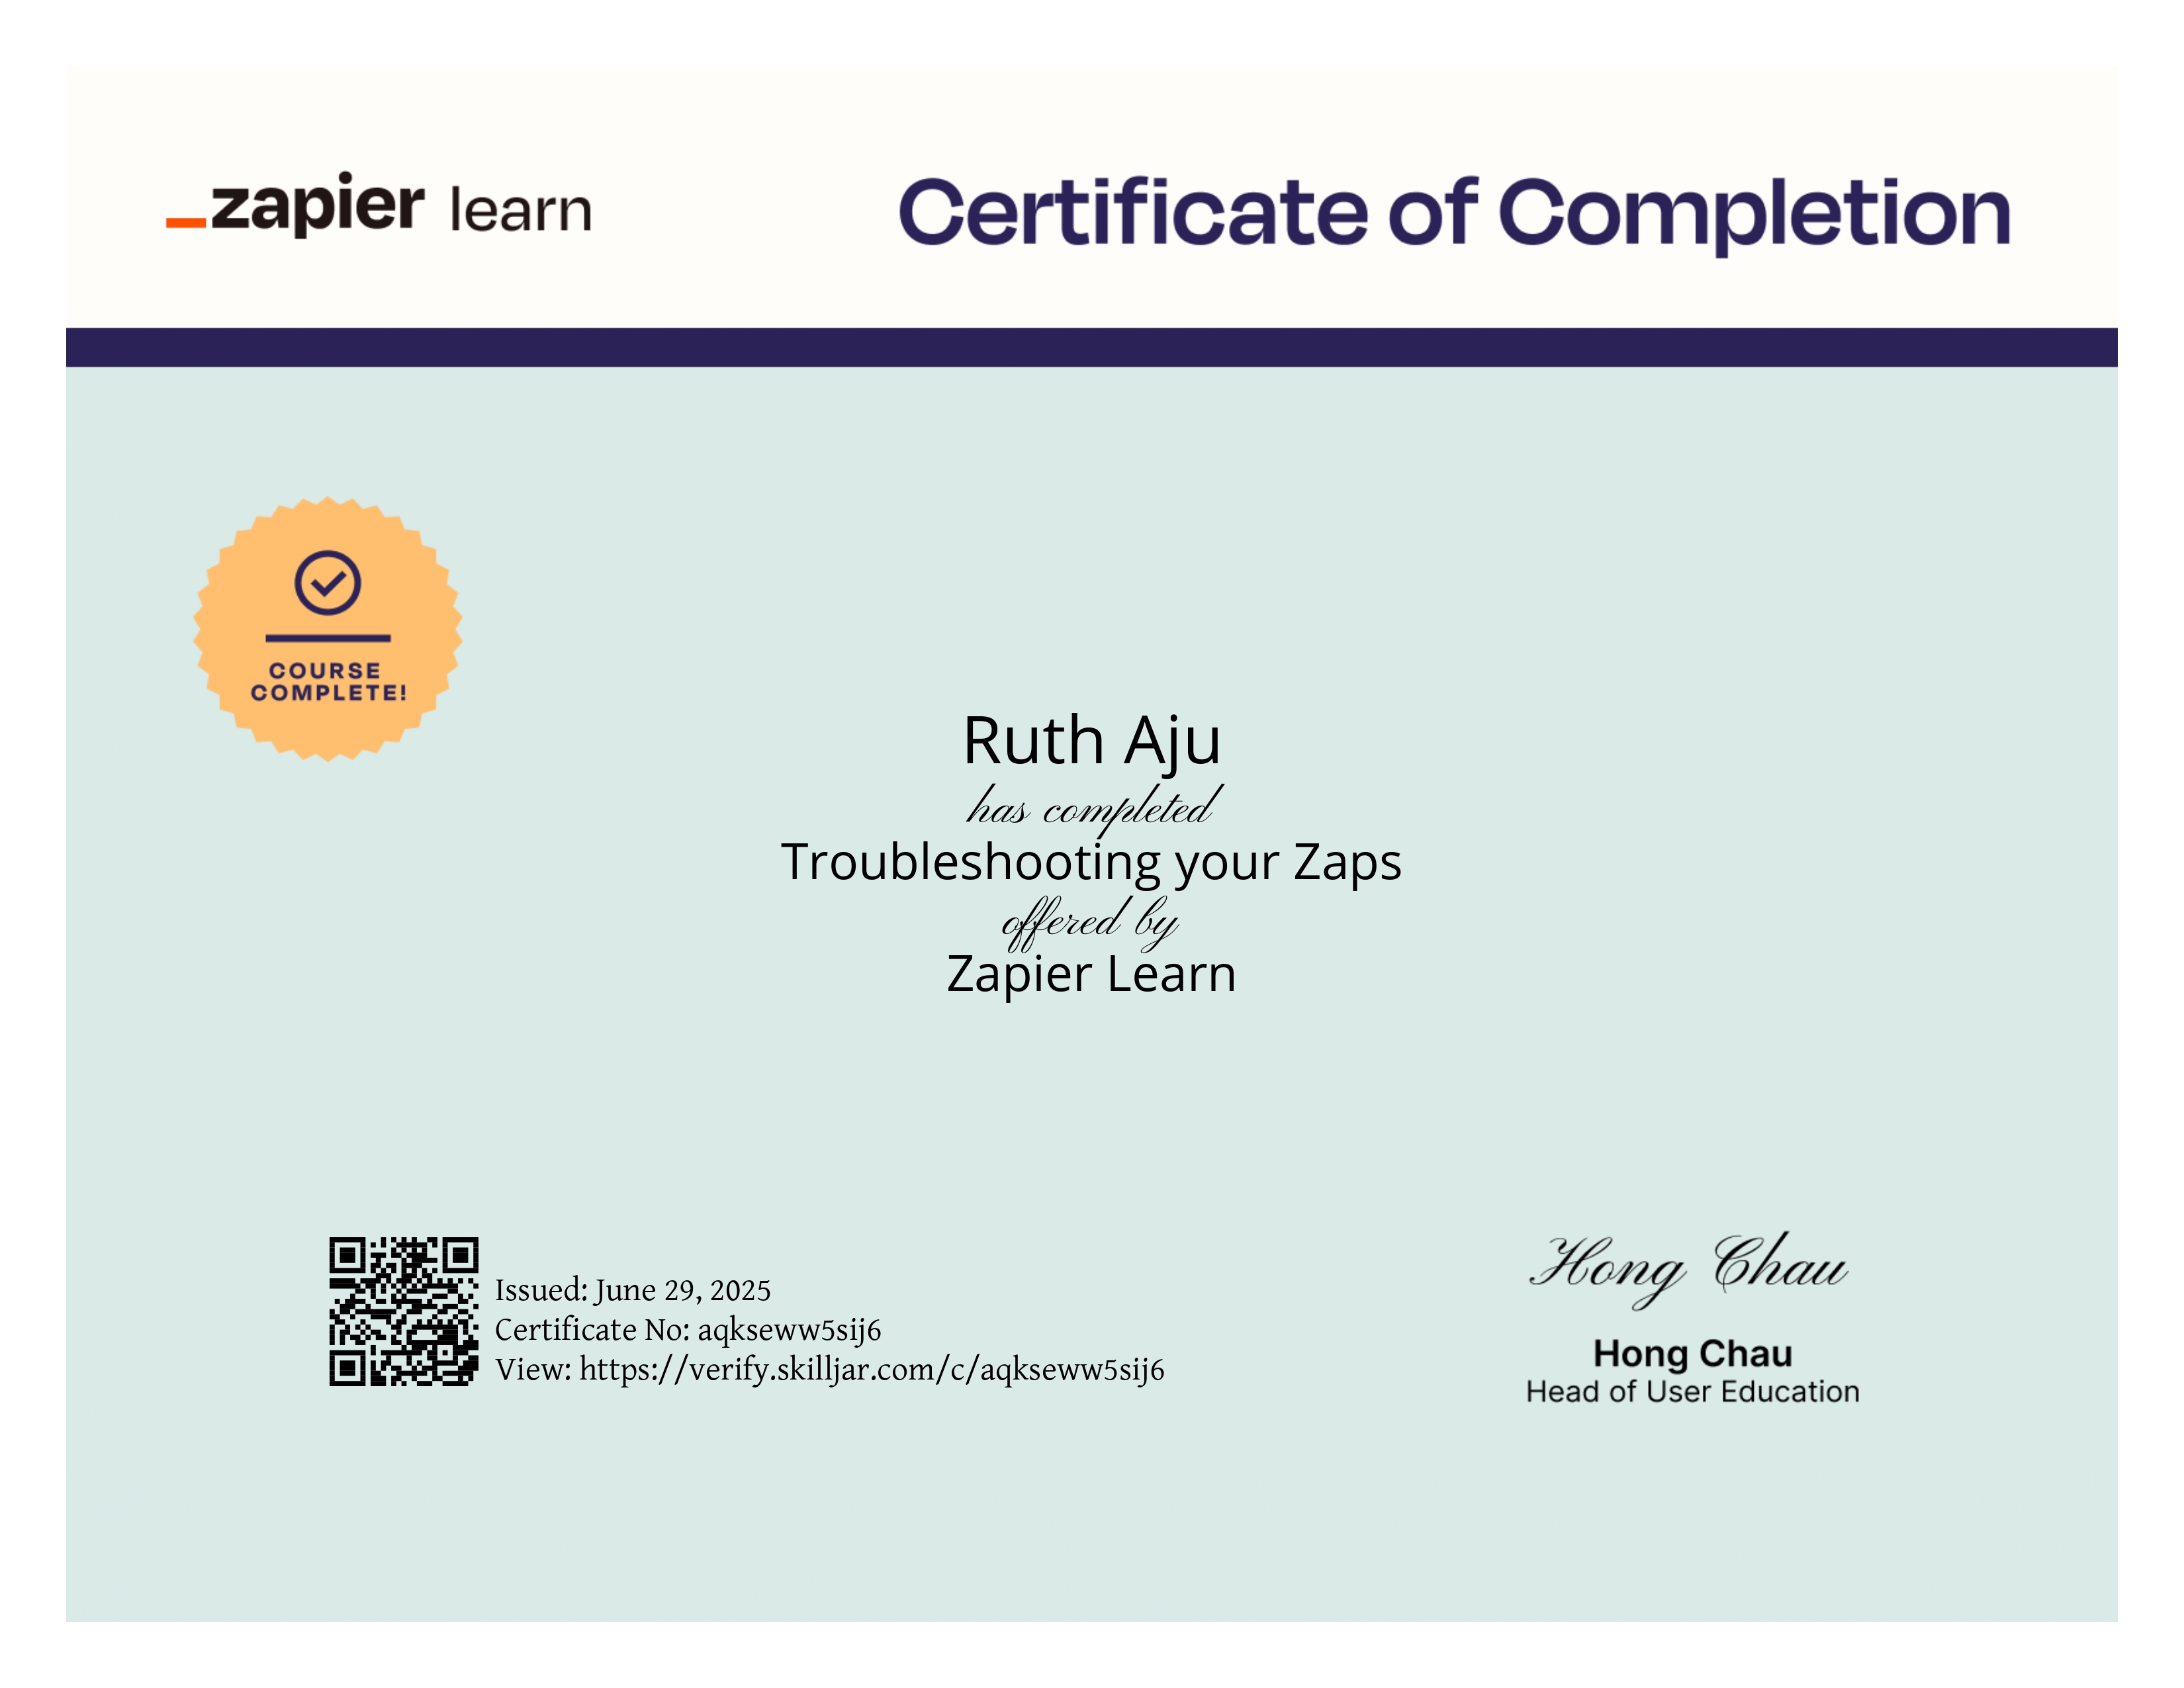 zapier learn
Certificate of Completion
COURSE
COMPLETE!
Ruth Aju
has completed
Troubleshooting your Zaps
offered by
Zapier Learn
Issued: June 29, 2025
Certificate No: aqkseww5sij6
View: https://verify.skilljar.com/c/aqkseww5sij6
Hong Chau
Hong Chau
Head of User Education